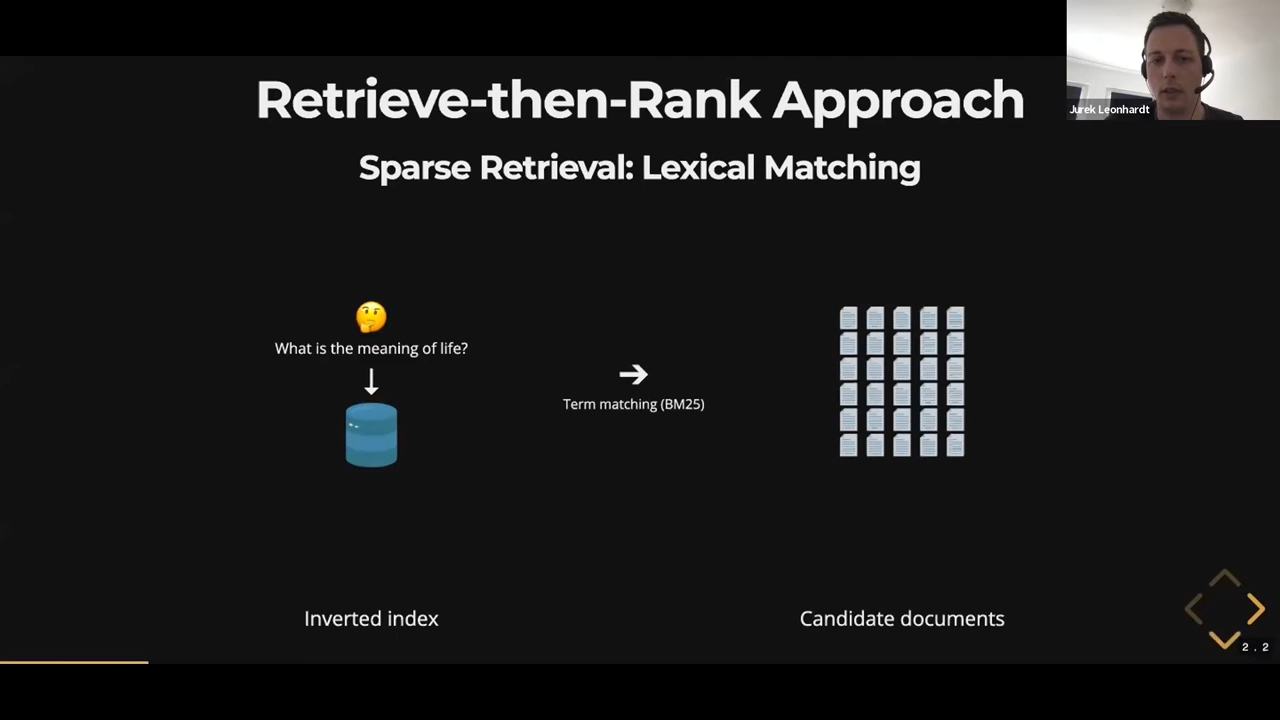 Retrieve-then-Rank Approach
Jurek Leonhardt
Sparse Retrieval: Lexical Matching
What is the meaning of life?
Term matching (BM25)
Inverted index
Candidate documents
2 . 2